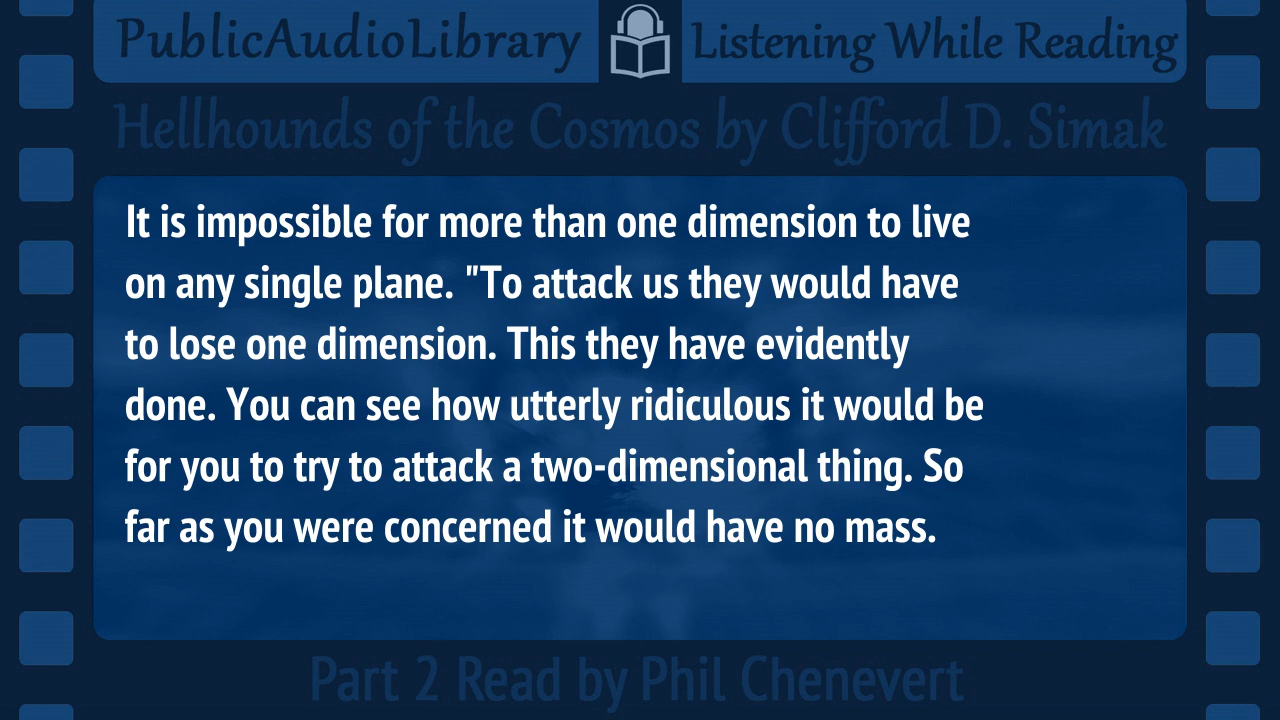 PublicAudioLibrary
Listening While Reading
Hellhounds of the Cosmos by Clifford D. Simak
It is impossible for more than one dimension to live
on any single plane. "To attack us they would have
to lose one dimension. This they have evidently
done. You can see how utterly ridiculous it would be
for you to try to attack a two-dimensional thing. So
far as you were concerned it would have no mass.
Part 2 Read by Phil Chenevert